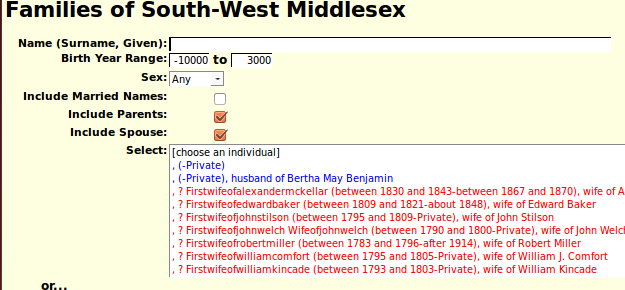 Families of South-West Middlesex
Name (Surname, Given):
Birth Year Range: -10000 to 3000
Sex: Any
Include Married Names:
Include Parents:
Include Spouse:
Select: [choose an individual]
, (-Private)
, (-Private), husband of Bertha May Benjamin
, ? Firstwifeofalexandermckellar (between 1830 and 1843-between 1867 and 1870), wife of A
, ? Firstwifeofedwardbaker (between 1809 and 1821-about 1848), wife of Edward Baker
, ? Firstwifeofjohnstilson (between 1795 and 1809-Private), wife of John Stilson
, ? Firstwifeofjohnwelch Wifeofjohnwelch (between 1790 and 1800-Private), wife of John Welch
, ? Firstwifeofrobertmiller (between 1783 and 1796-after 1914), wife of Robert Miller
, ? Firstwifeofwilliamcomfort (between 1795 and 1805-Private), wife of William J. Comfort
, ? Firstwifeofwilliamkincade (between 1793 and 1803-Private), wife of William Kincade
or...